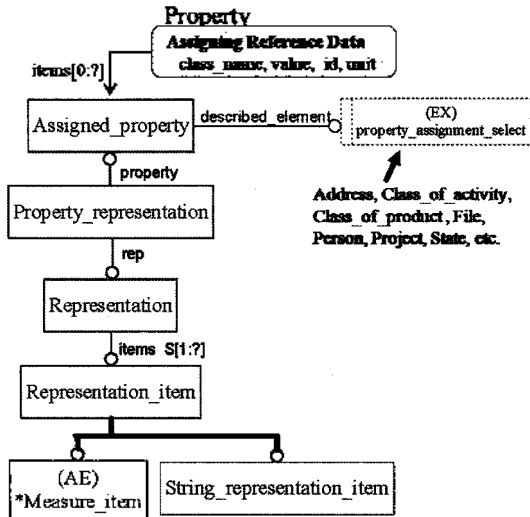 Property
Assigning Reference Data
class_name, value, id, unit
items[0:?]
Assigned_property
described_element
(EX)
property_assignment_select
property
Address, Class_of_activity,
Class_of_product, File,
Person, Project, State, etc.
Property_representation
rep
Representation
items S[1:?]
Representation_item
(AE)
*Measure_item
String_representation_item